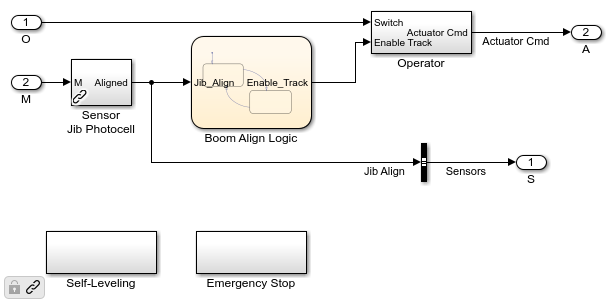 1
O
Switch
Actuator Cmd
Enable Track
Operator
Actuator Cmd
2
A
2
M
M
Aligned
Sensor
Jib Photocell
Jib_Align
Enable_Track
Boom Align Logic
Jib Align
Sensors
1
S
Self-Leveling
Emergency Stop